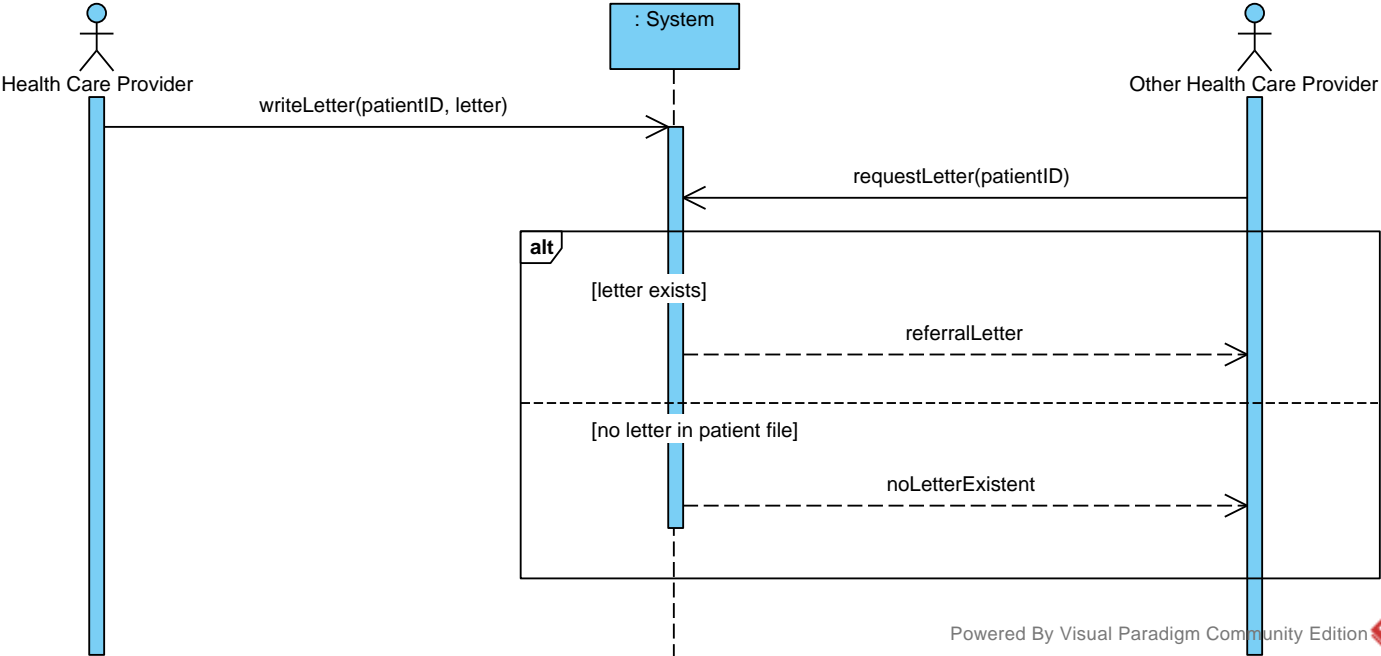 : System
Health Care Provider
Other Health Care Provider
writeLetter(patientID, letter)
requestLetter(patientID)
alt
[letter exists]
referralLetter
[no letter in patient file]
noLetterExistent
Powered By Visual Paradigm Community Edition